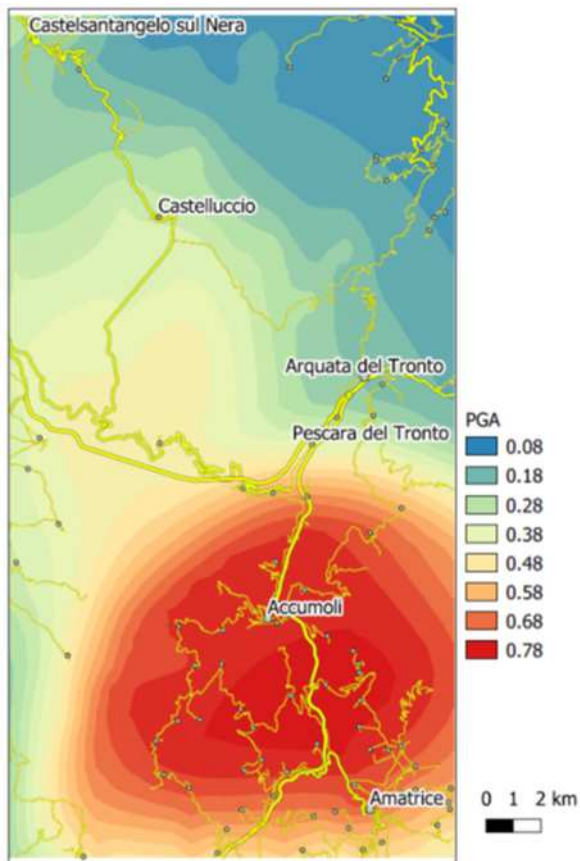 Castelsantangelo sul Nera
Castelluccio
Arquata del Tronto
Pescara del Tronto
Accumoli
Amatrice
PGA
0.08
0.18
0.28
0.38
0.48
0.58
0.68
0.78
0 1 2 km